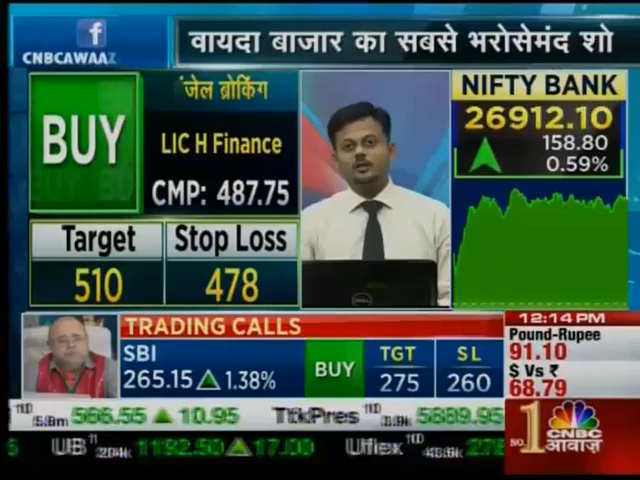 CNBCAWAAZ
वायदा बाजार का सबसे भरोसेमंद शो
जेल ब्रोकिंग
BUY
LIC H Finance
CMP: 487.75
Target Stop Loss
510 478
NIFTY BANK
26912.10
158.80
0.59%
TRADING CALLS
SBI
265.15 1.38%
BUY
TGT SL
275 260
12:14 PM
Pound-Rupee
91.10
$ Vs ₹
68.79
566.55 10.95 TtkPres 5889.95
UB 1192.50 17.00 Uflex
NO. 1 CNBC
आवाज़